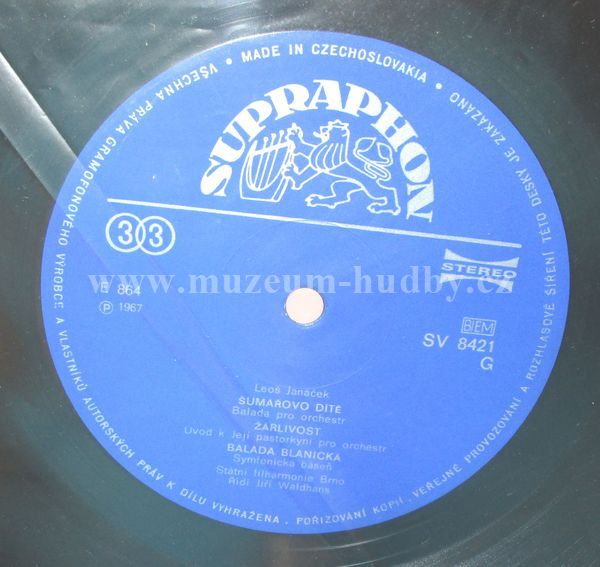 VŠECHNA PRÁVA GRAMOFONOVÉHO VÝROBCE A VLASTNÍKŮ AUTORSKÝCH PRÁV K DÍLU VYHRAŽENA . POŘIZOVÁNÍ KOPIÍ , VEŘEJNÉ PROVOZOVÁNÍ A ROZHLASOVÉ ŠÍŘENÍ TÉTO DESKY JE ZAKÁZÁNO • MADE IN CZECHOSLOVAKIA •
SUPRAPHON
33
STEREO
www.muzeum-hudby.cz
E 864
℗ 1967
BIEM
SV 8421
G
Leoš Janáček
ŠUMAŘOVO DÍTĚ
Balada pro orchestr
ŽÁRLIVOST
Úvod k Její pastorkyni pro orchestr
BALADA BLANICKÁ
Symfonická báseň
Státní filharmonie Brno
Řídí Jiří Waldhans